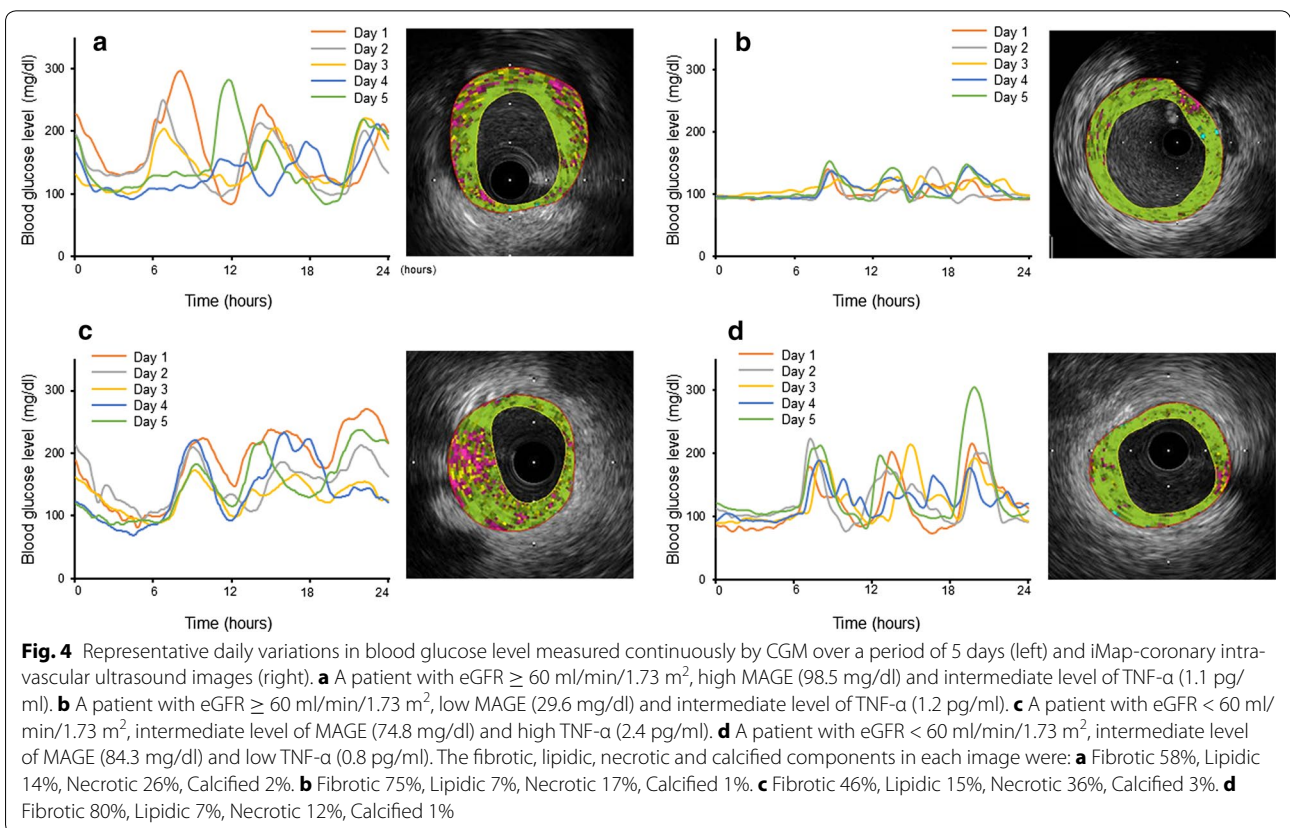 a
Day 1
Day 2
Day 3
Day 4
Day 5
Blood glucose level (mg/dl)
300
200
100
0
0 6 12 18 24 (hours)
Time (hours)
b
Day 1
Day 2
Day 3
Day 4
Day 5
Blood glucose level (mg/dl)
300
200
100
0
0 6 12 18 24
Time (hours)
c
Day 1
Day 2
Day 3
Day 4
Day 5
Blood glucose level (mg/dl)
300
200
100
0
0 6 12 18 24
Time (hours)
d
Day 1
Day 2
Day 3
Day 4
Day 5
Blood glucose level (mg/dl)
300
200
100
0
0 6 12 18 24
Time (hours)
Fig. 4 Representative daily variations in blood glucose level measured continuously by CGM over a period of 5 days (left) and iMap-coronary intra-
vascular ultrasound images (right). a A patient with eGFR ≥ 60 ml/min/1.73 m², high MAGE (98.5 mg/dl) and intermediate level of TNF-α (1.1 pg/
ml). b A patient with eGFR ≥ 60 ml/min/1.73 m², low MAGE (29.6 mg/dl) and intermediate level of TNF-α (1.2 pg/ml). c A patient with eGFR < 60 ml/
min/1.73 m², intermediate level of MAGE (74.8 mg/dl) and high TNF-α (2.4 pg/ml). d A patient with eGFR < 60 ml/min/1.73 m², intermediate level
of MAGE (84.3 mg/dl) and low TNF-α (0.8 pg/ml). The fibrotic, lipidic, necrotic and calcified components in each image were: a Fibrotic 58%, Lipidic
14%, Necrotic 26%, Calcified 2%. b Fibrotic 75%, Lipidic 7%, Necrotic 17%, Calcified 1%. c Fibrotic 46%, Lipidic 15%, Necrotic 36%, Calcified 3%. d
Fibrotic 80%, Lipidic 7%, Necrotic 12%, Calcified 1%